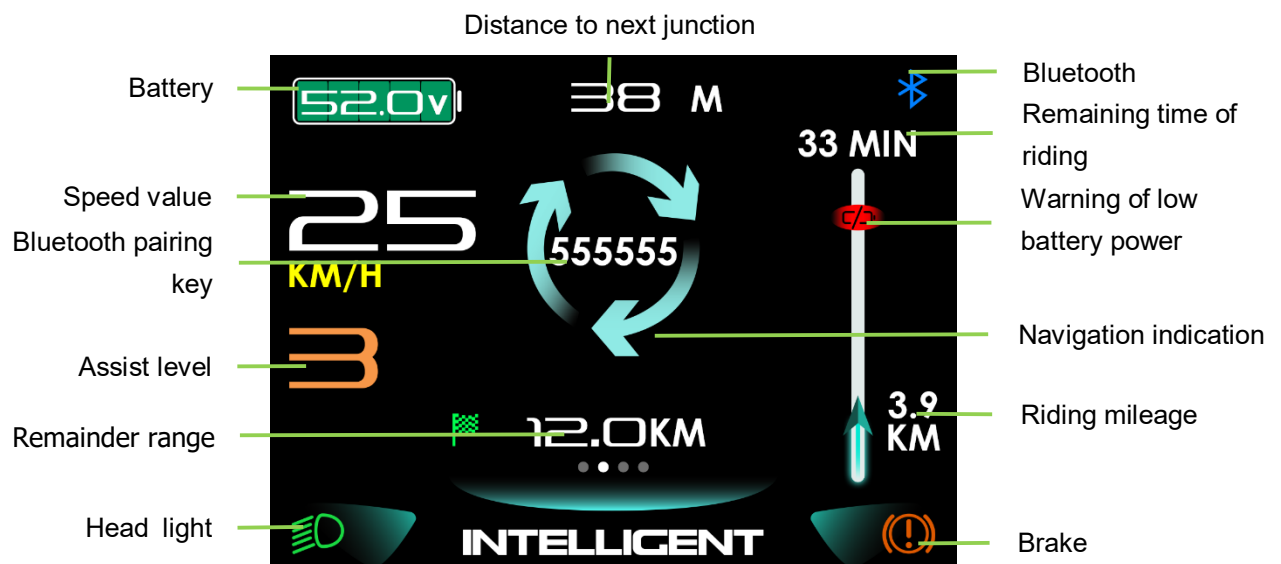 Distance to next junction
Battery
52.0V
38 M
Bluetooth
33 MIN
Remaining time of
riding
Speed value
25
KM/H
Bluetooth pairing
key
555555
Warning of low
battery power
Navigation indication
Assist level
3
Remainder range
12.0KM
3.9
KM
Riding mileage
Head light
INTELLIGENT
Brake